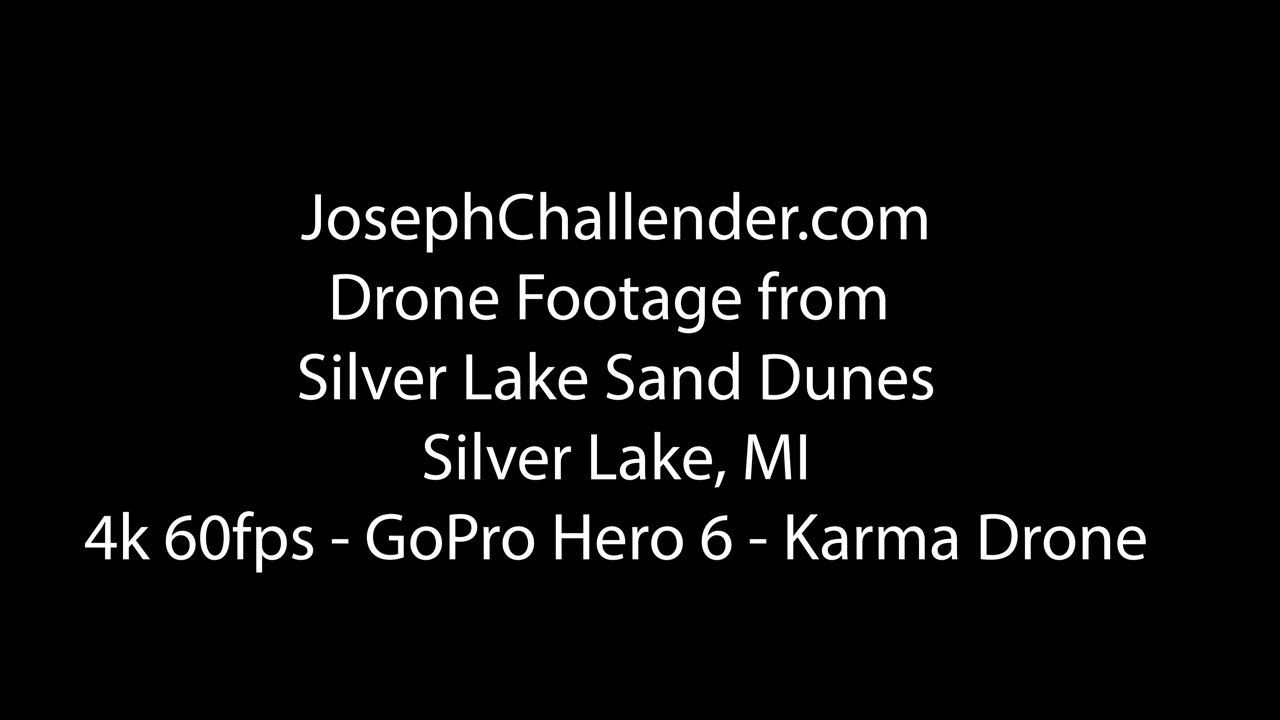 JosephChallender.com
Drone Footage from
Silver Lake Sand Dunes
Silver Lake, MI
4k 60fps - GoPro Hero 6 - Karma Drone